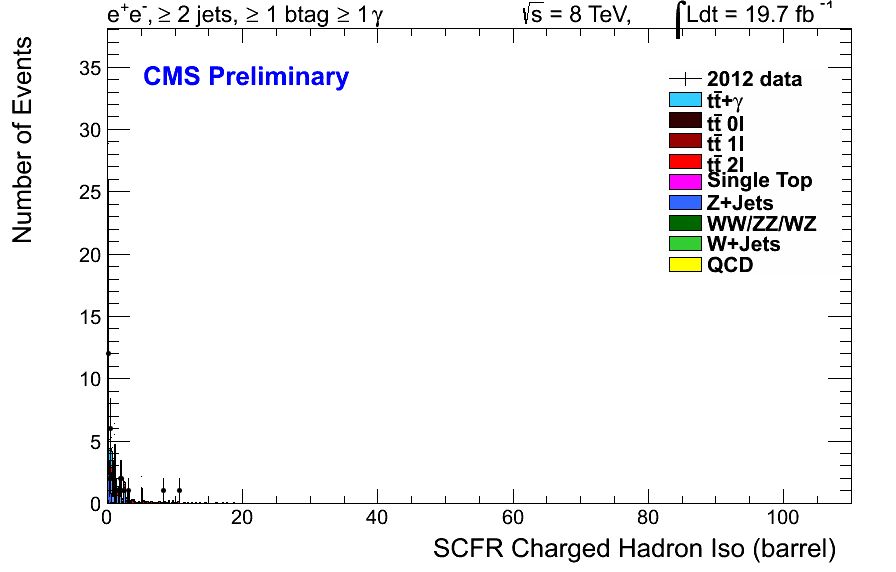 e⁺e⁻, ≥ 2 jets, ≥ 1 btag ≥ 1 γ
√s = 8 TeV, ∫Ldt = 19.7 fb⁻¹
Number of Events
CMS Preliminary
2012 data
tt̄+γ
tt̄ 0l
tt̄ 1l
tt̄ 2l
Single Top
Z+Jets
WW/ZZ/WZ
W+Jets
QCD
35
30
25
20
15
10
5
0
0 20 40 60 80 100
SCFR Charged Hadron Iso (barrel)